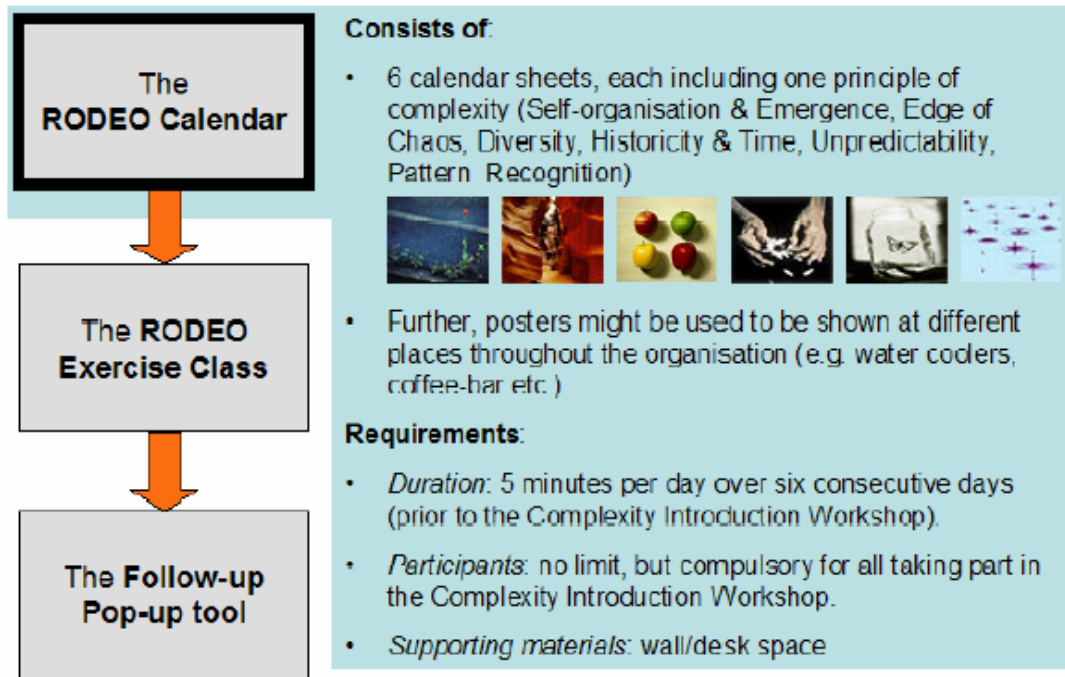 The
RODEO Calendar
The RODEO
Exercise Class
The Follow-up
Pop-up tool
Consists of:
• 6 calendar sheets, each including one principle of
complexity (Self-organisation & Emergence, Edge of
Chaos, Diversity, Historicity & Time, Unpredictability,
Pattern Recognition)
• Further, posters might be used to be shown at different
places throughout the organisation (e.g. water coolers,
coffee-bar etc.)
Requirements:
• Duration: 5 minutes per day over six consecutive days
(prior to the Complexity Introduction Workshop).
• Participants: no limit, but compulsory for all taking part in
the Complexity Introduction Workshop.
• Supporting materials: wall/desk space